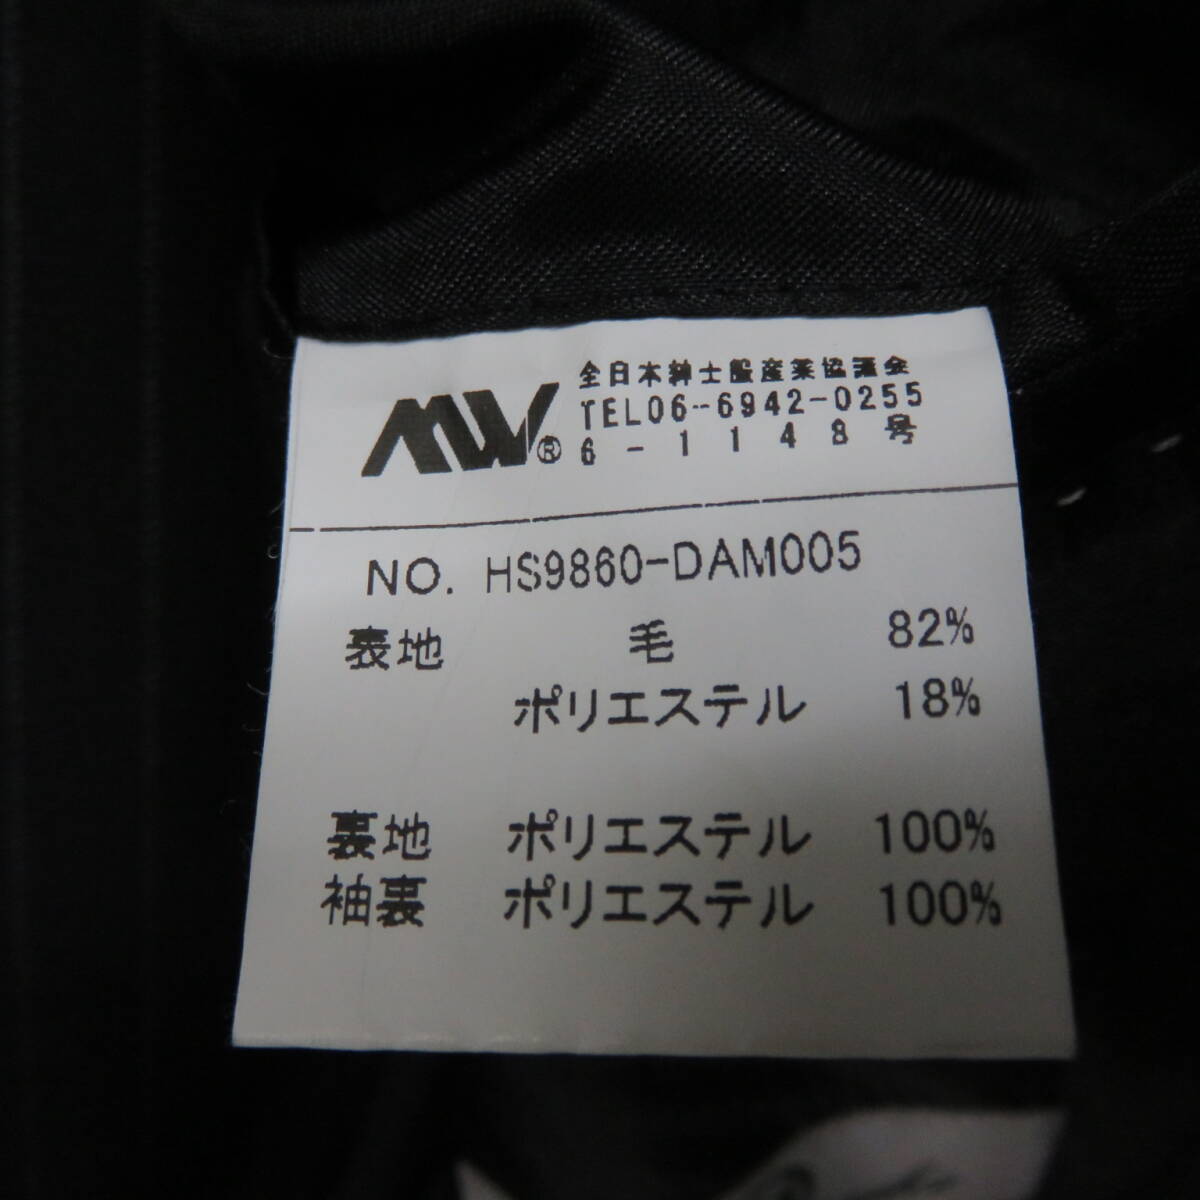 MW®
全日本紳士服産業協議会
TEL06-6942-0255
6-1148号
NO. HS9860-DAM005
表地 毛 82%
ポリエステル 18%
裏地 ポリエステル 100%
袖裏 ポリエステル 100%